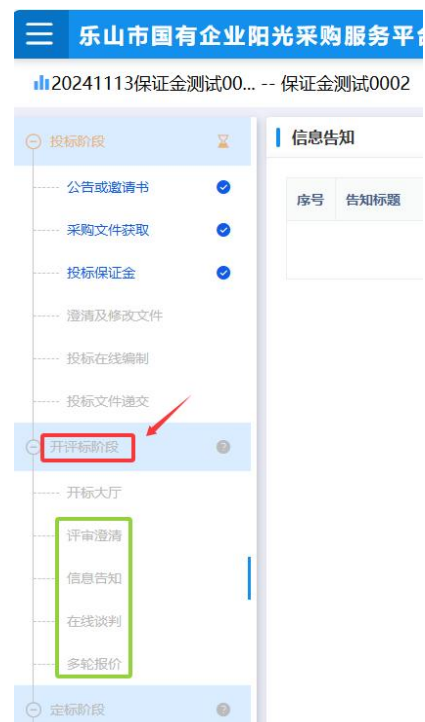 乐山市国有企业阳光采购服务平台
20241113保证金测试00... -- 保证金测试0002
投标阶段
信息告知
公告或邀请书
序号 告知标题
采购文件获取
投标保证金
澄清及修改文件
投标在线编制
投标文件递交
开评标阶段
开标大厅
评审澄清
信息告知
在线谈判
多轮报价
定标阶段